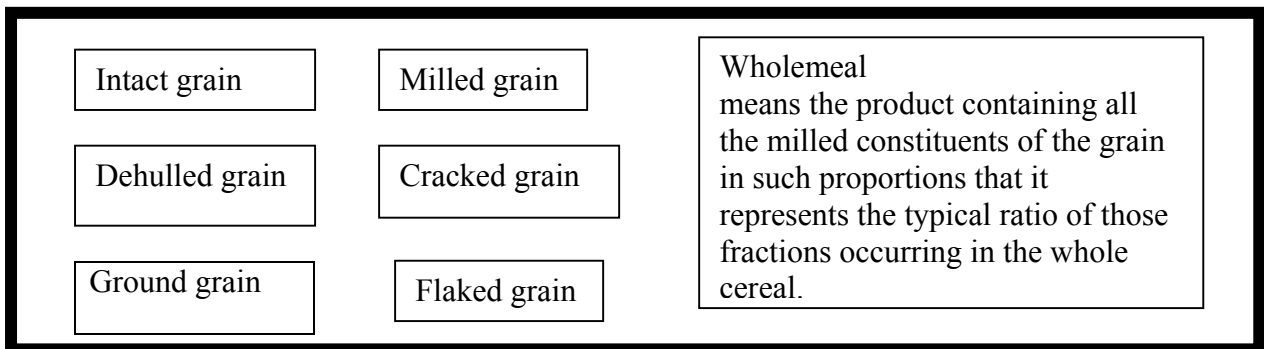 Intact grain
Milled grain
Dehulled grain
Cracked grain
Ground grain
Flaked grain
Wholemeal
means the product containing all
the milled constituents of the grain
in such proportions that it
represents the typical ratio of those
fractions occurring in the whole
cereal.